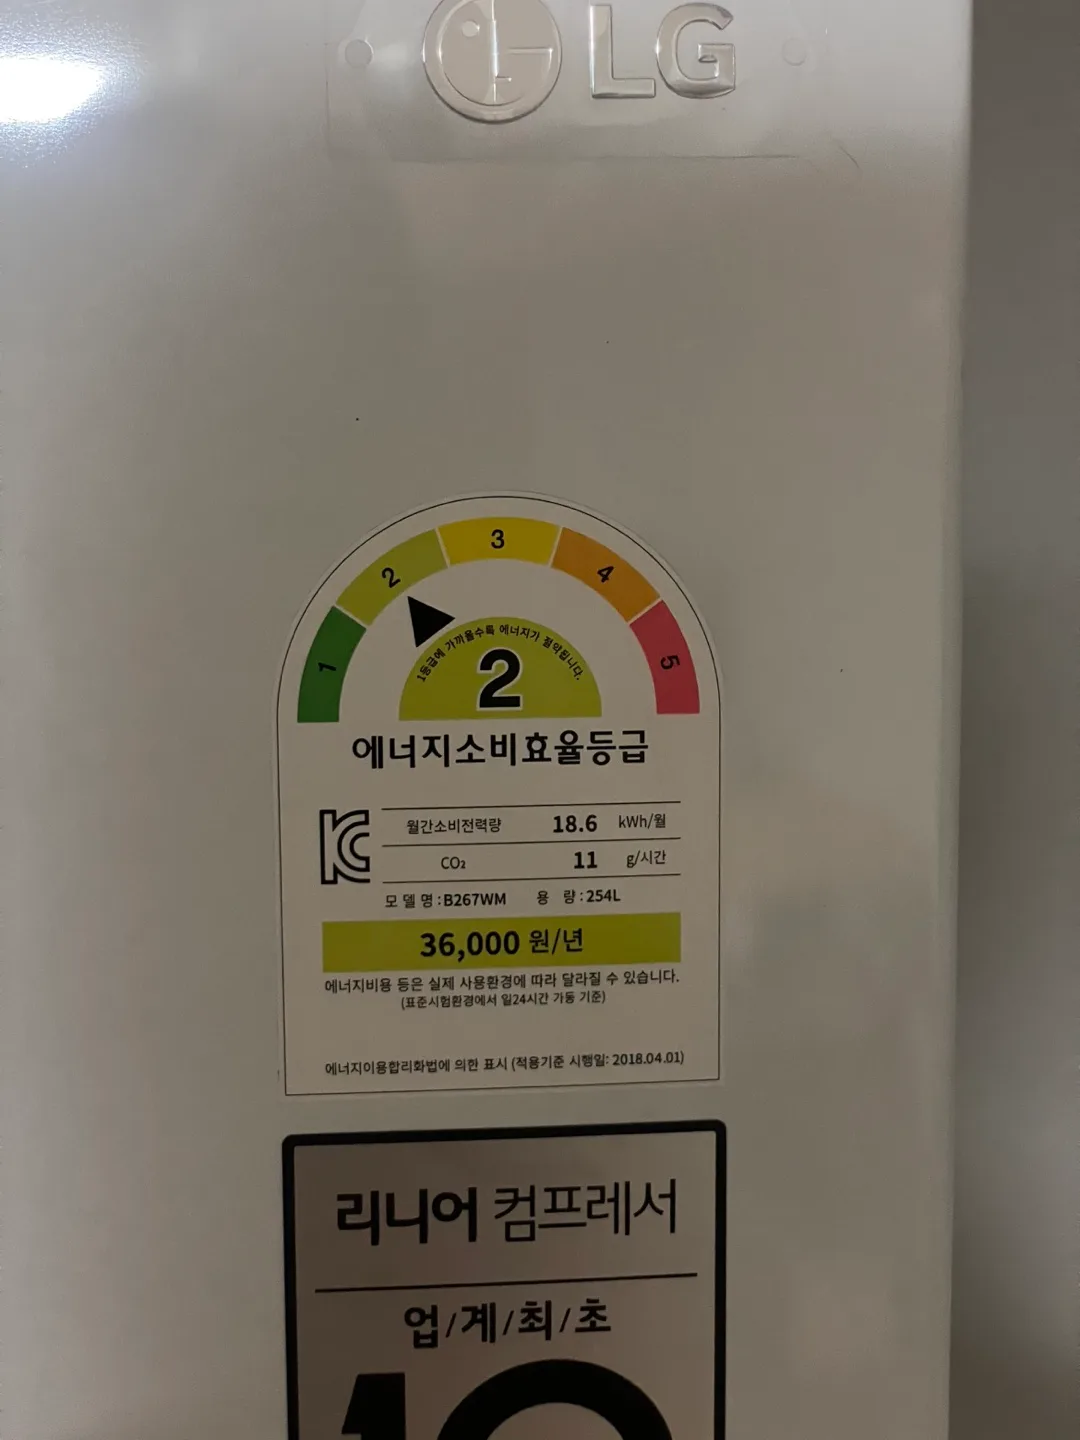 LG
1
2
3
4
5
1등급에 가까울수록 에너지가 절약됩니다.
2
에너지소비효율등급
월간소비전력량 18.6 kWh/월
CO₂ 11 g/시간
모 델 명 : B267WM 용 량 : 254L
36,000 원/년
에너지비용 등은 실제 사용환경에 따라 달라질 수 있습니다.
(표준시험환경에서 일24시간 가동 기준)
에너지이용합리화법에 의한 표시 (적용기준 시행일: 2018.04.01)
리니어 컴프레서
업/계/최/초